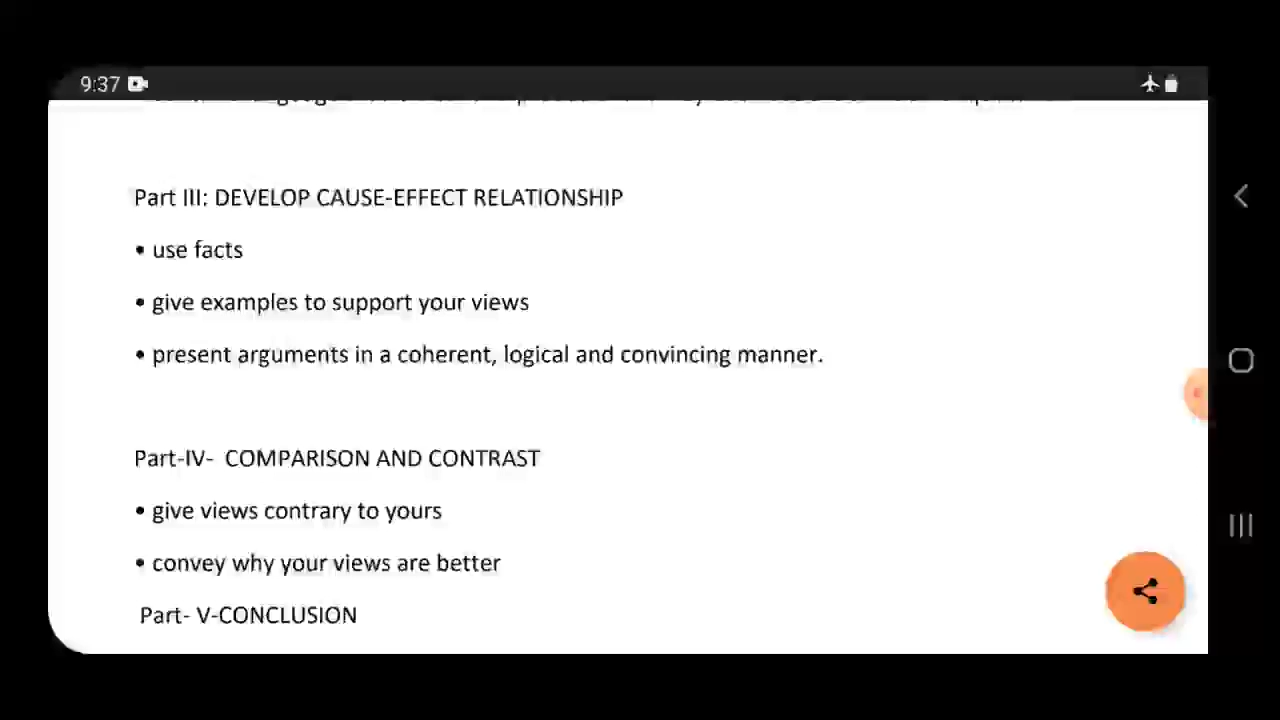 9:37
Part III: DEVELOP CAUSE-EFFECT RELATIONSHIP
• use facts
• give examples to support your views
• present arguments in a coherent, logical and convincing manner.
Part-IV- COMPARISON AND CONTRAST
• give views contrary to yours
• convey why your views are better
Part- V-CONCLUSION